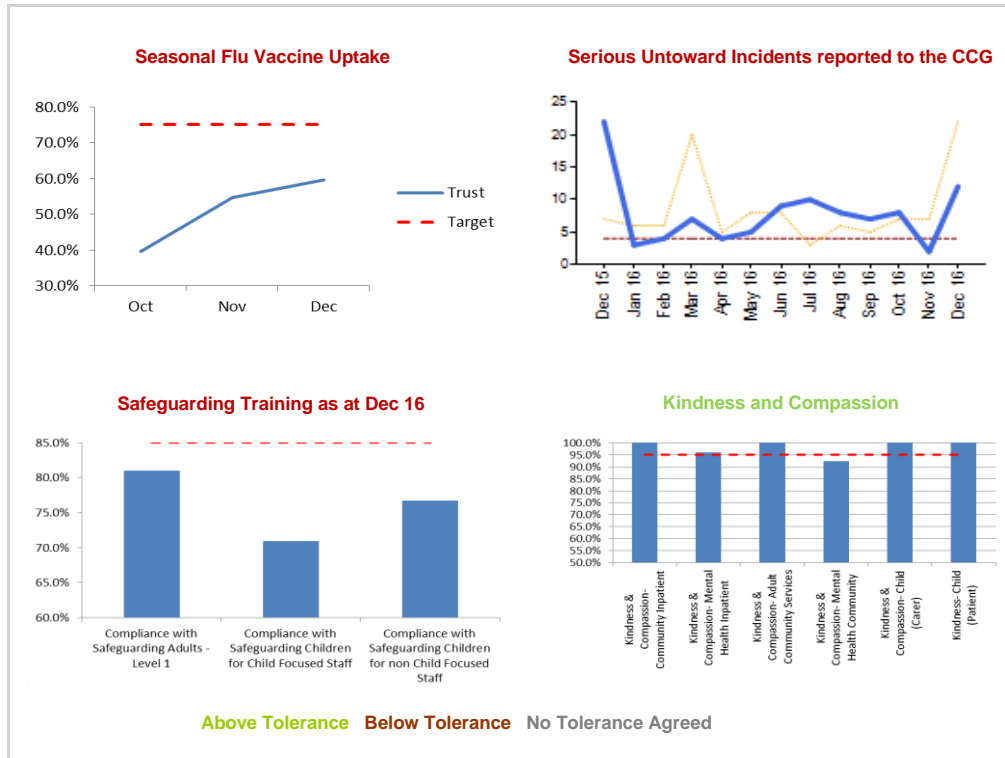 Seasonal Flu Vaccine Uptake
80.0%
70.0%
60.0%
50.0%
40.0%
30.0%
Oct Nov Dec
Trust
Target
Serious Untoward Incidents reported to the CCG
25
20
15
10
5
0
Dec 15
Jan 16
Feb 16
Mar 16
Apr 16
May 16
Jun 16
Jul 16
Aug 16
Sep 16
Oct 16
Nov 16
Dec 16
Safeguarding Training as at Dec 16
85.0%
80.0%
75.0%
70.0%
65.0%
60.0%
Compliance with
Safeguarding Adults -
Level 1
Compliance with
Safeguarding Children
for Child Focused Staff
Compliance with
Safeguarding Children
for non Child Focused
Staff
Kindness and Compassion
100.0%
95.0%
90.0%
85.0%
80.0%
75.0%
70.0%
65.0%
60.0%
55.0%
50.0%
Kindness &
Compassion-
Community Inpatient
Kindness &
Compassion- Mental
Health Inpatient
Kindness &
Compassion- Adult
Community Services
Kindness &
Compassion- Mental
Health Community
Kindness &
Compassion- Child
(Carer)
Kindness- Child
(Patient)
Above Tolerance Below Tolerance No Tolerance Agreed